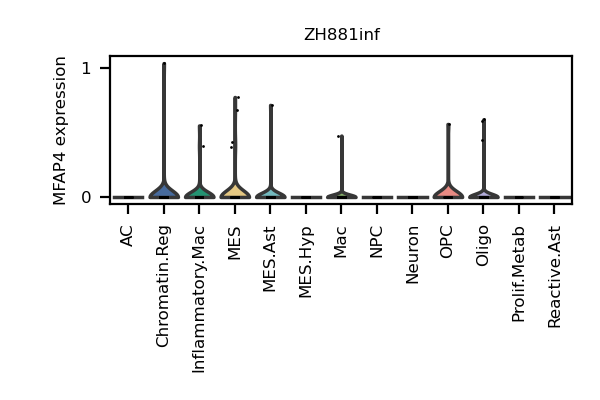 ZH881inf
MFAP4 expression
1
0
AC
Chromatin.Reg
Inflammatory.Mac
MES
MES.Ast
MES.Hyp
Mac
NPC
Neuron
OPC
Oligo
Prolif.Metab
Reactive.Ast